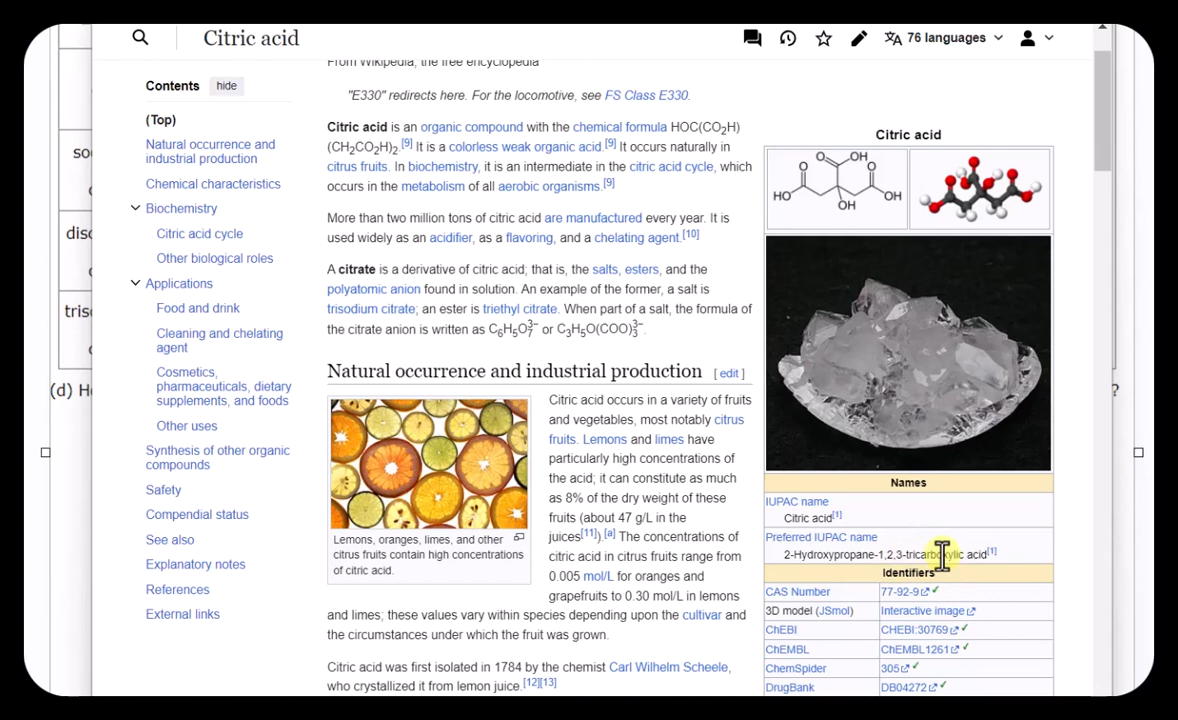 Citric acid
76 languages
Contents
hide
(Top)
Natural occurrence and
industrial production
Chemical characteristics
Biochemistry
Citric acid cycle
Other biological roles
Applications
Food and drink
Cleaning and chelating
agent
Cosmetics,
pharmaceuticals, dietary
supplements, and foods
Other uses
Synthesis of other organic
compounds
Safety
Compendial status
See also
Explanatory notes
References
External links
From Wikipedia, the free encyclopedia
"E330" redirects here. For the locomotive, see FS Class E330.
Citric acid is an organic compound with the chemical formula HOC(CO₂H)
(CH₂CO₂H)₂.[9] It is a colorless weak organic acid.[9] It occurs naturally in
citrus fruits. In biochemistry, it is an intermediate in the citric acid cycle, which
occurs in the metabolism of all aerobic organisms.[9]
More than two million tons of citric acid are manufactured every year. It is
used widely as an acidifier, as a flavoring, and a chelating agent.[10]
A citrate is a derivative of citric acid; that is, the salts, esters, and the
polyatomic anion found in solution. An example of the former, a salt is
trisodium citrate; an ester is triethyl citrate. When part of a salt, the formula of
the citrate anion is written as C₆H₅O₇³⁻ or C₃H₅O(COO)₃³⁻.
Natural occurrence and industrial production [ edit ]
Lemons, oranges, limes, and other
citrus fruits contain high concentrations
of citric acid.
Citric acid occurs in a variety of fruits
and vegetables, most notably citrus
fruits. Lemons and limes have
particularly high concentrations of
the acid; it can constitute as much
as 8% of the dry weight of these
fruits (about 47 g/L in the
juices[11]).[a] The concentrations of
citric acid in citrus fruits range from
0.005 mol/L for oranges and
grapefruits to 0.30 mol/L in lemons
and limes; these values vary within species depending upon the cultivar and
the circumstances under which the fruit was grown.
Citric acid was first isolated in 1784 by the chemist Carl Wilhelm Scheele,
who crystallized it from lemon juice.[12][13]
Citric acid
O OH
O O
HO OH OH
Names
IUPAC name
Citric acid[1]
Preferred IUPAC name
2-Hydroxypropane-1,2,3-tricarboxylic acid[1]
Identifiers
CAS Number 77-92-9
3D model (JSmol) Interactive image
ChEBI CHEBI:30769
ChEMBL ChEMBL1261
ChemSpider 305
DrugBank DB04272
so
disc
tris
(d) H
?